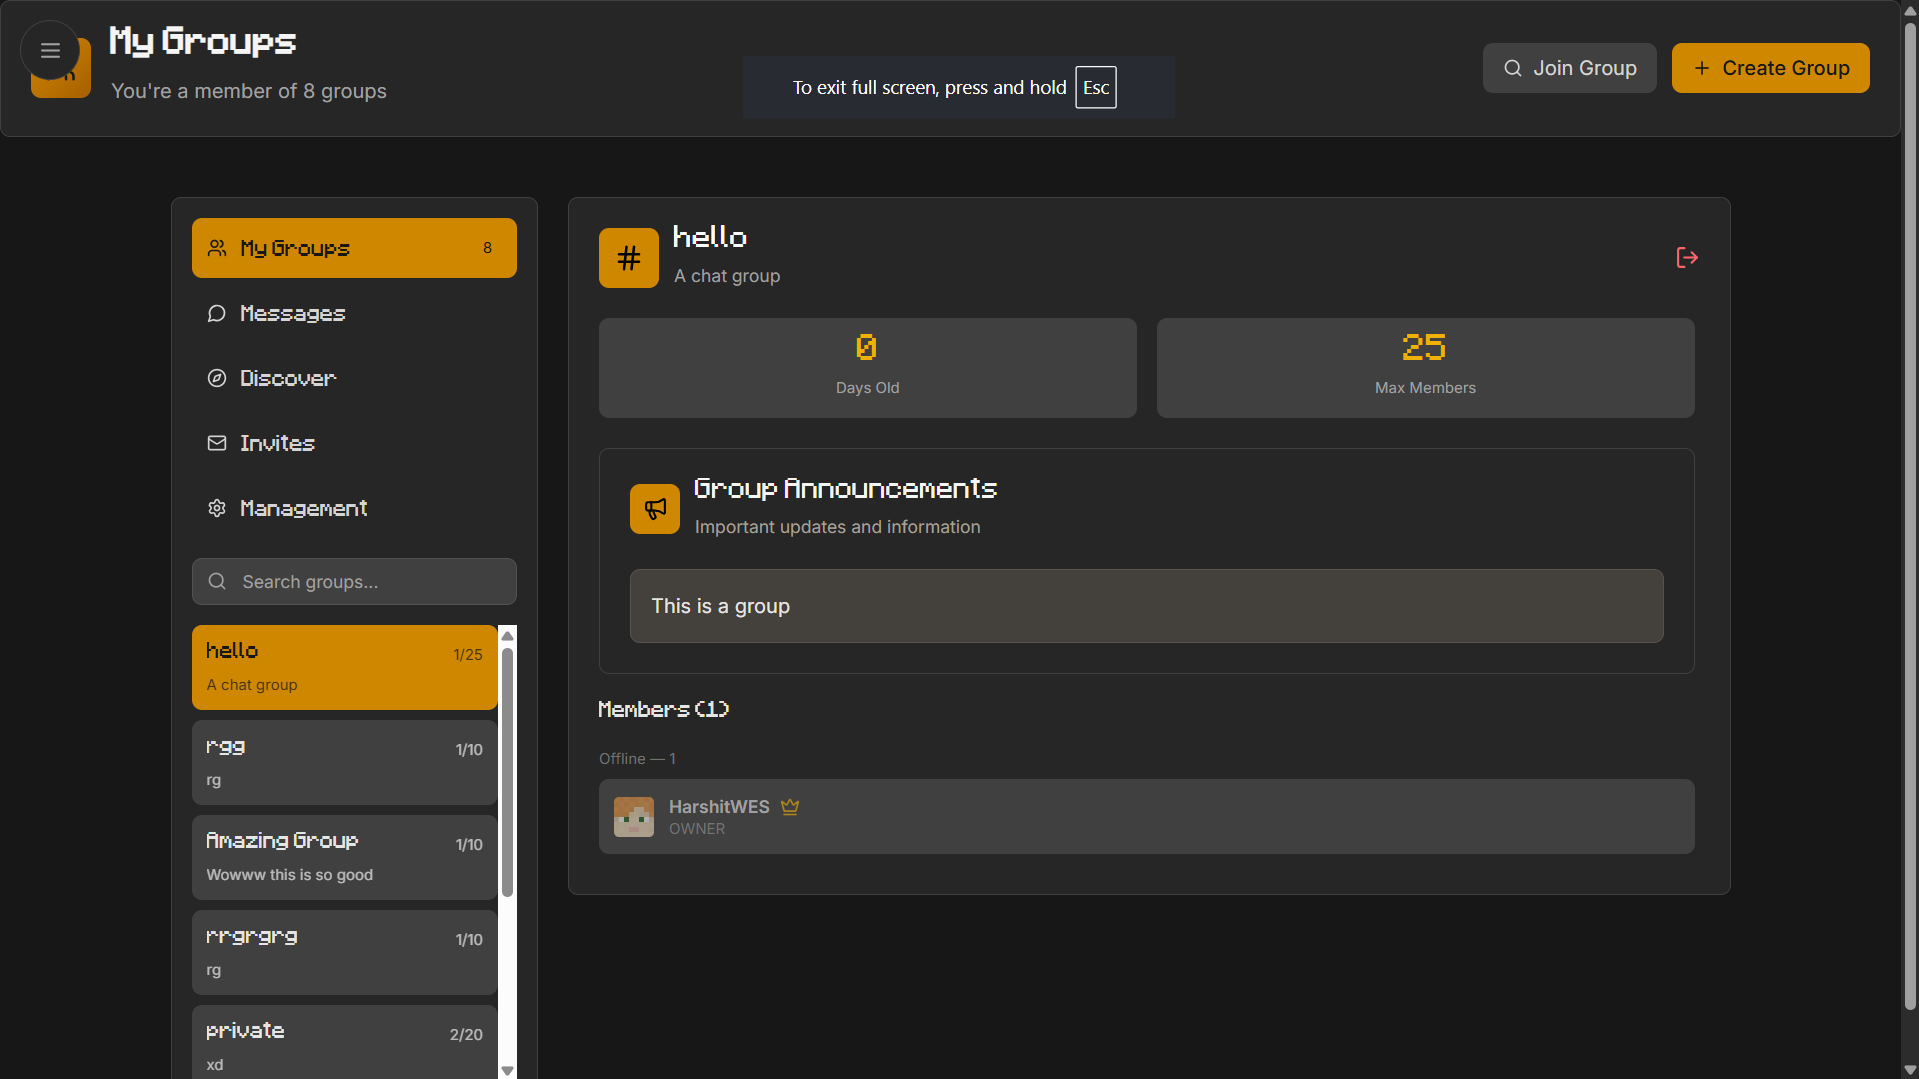 My Groups
You're a member of 8 groups
To exit full screen, press and hold Esc
Join Group
Create Group
My Groups 8
Messages
Discover
Invites
Management
Search groups...
hello 1/25
A chat group
rgg 1/10
rg
Amazing Group 1/10
Wowww this is so good
rrgrgrg 1/10
rg
private 2/20
xd
hello
A chat group
0
Days Old
25
Max Members
Group Announcements
Important updates and information
This is a group
Members (1)
Offline — 1
HarshitWES
OWNER